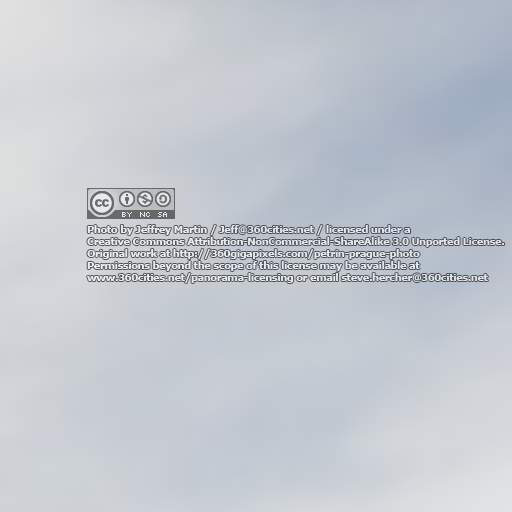 cc
BY NC SA
Photo by Jeffrey Martin / Jeff@360cities.net / licensed under a
Creative Commons Attribution-NonCommercial-ShareAlike 3.0 Unported License.
Original work at http://360gigapixels.com/petrin-prague-photo
Permissions beyond the scope of this license may be available at
www.360cities.net/panorama-licensing or email steve.hercher@360cities.net